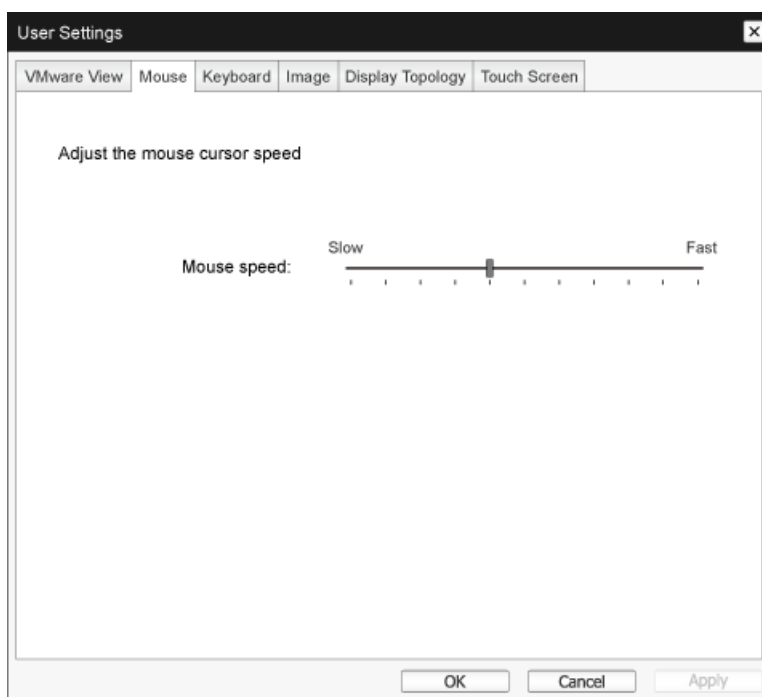 User Settings
VMware View Mouse Keyboard Image Display Topology Touch Screen
Adjust the mouse cursor speed
Slow Fast
Mouse speed:
OK Cancel Apply